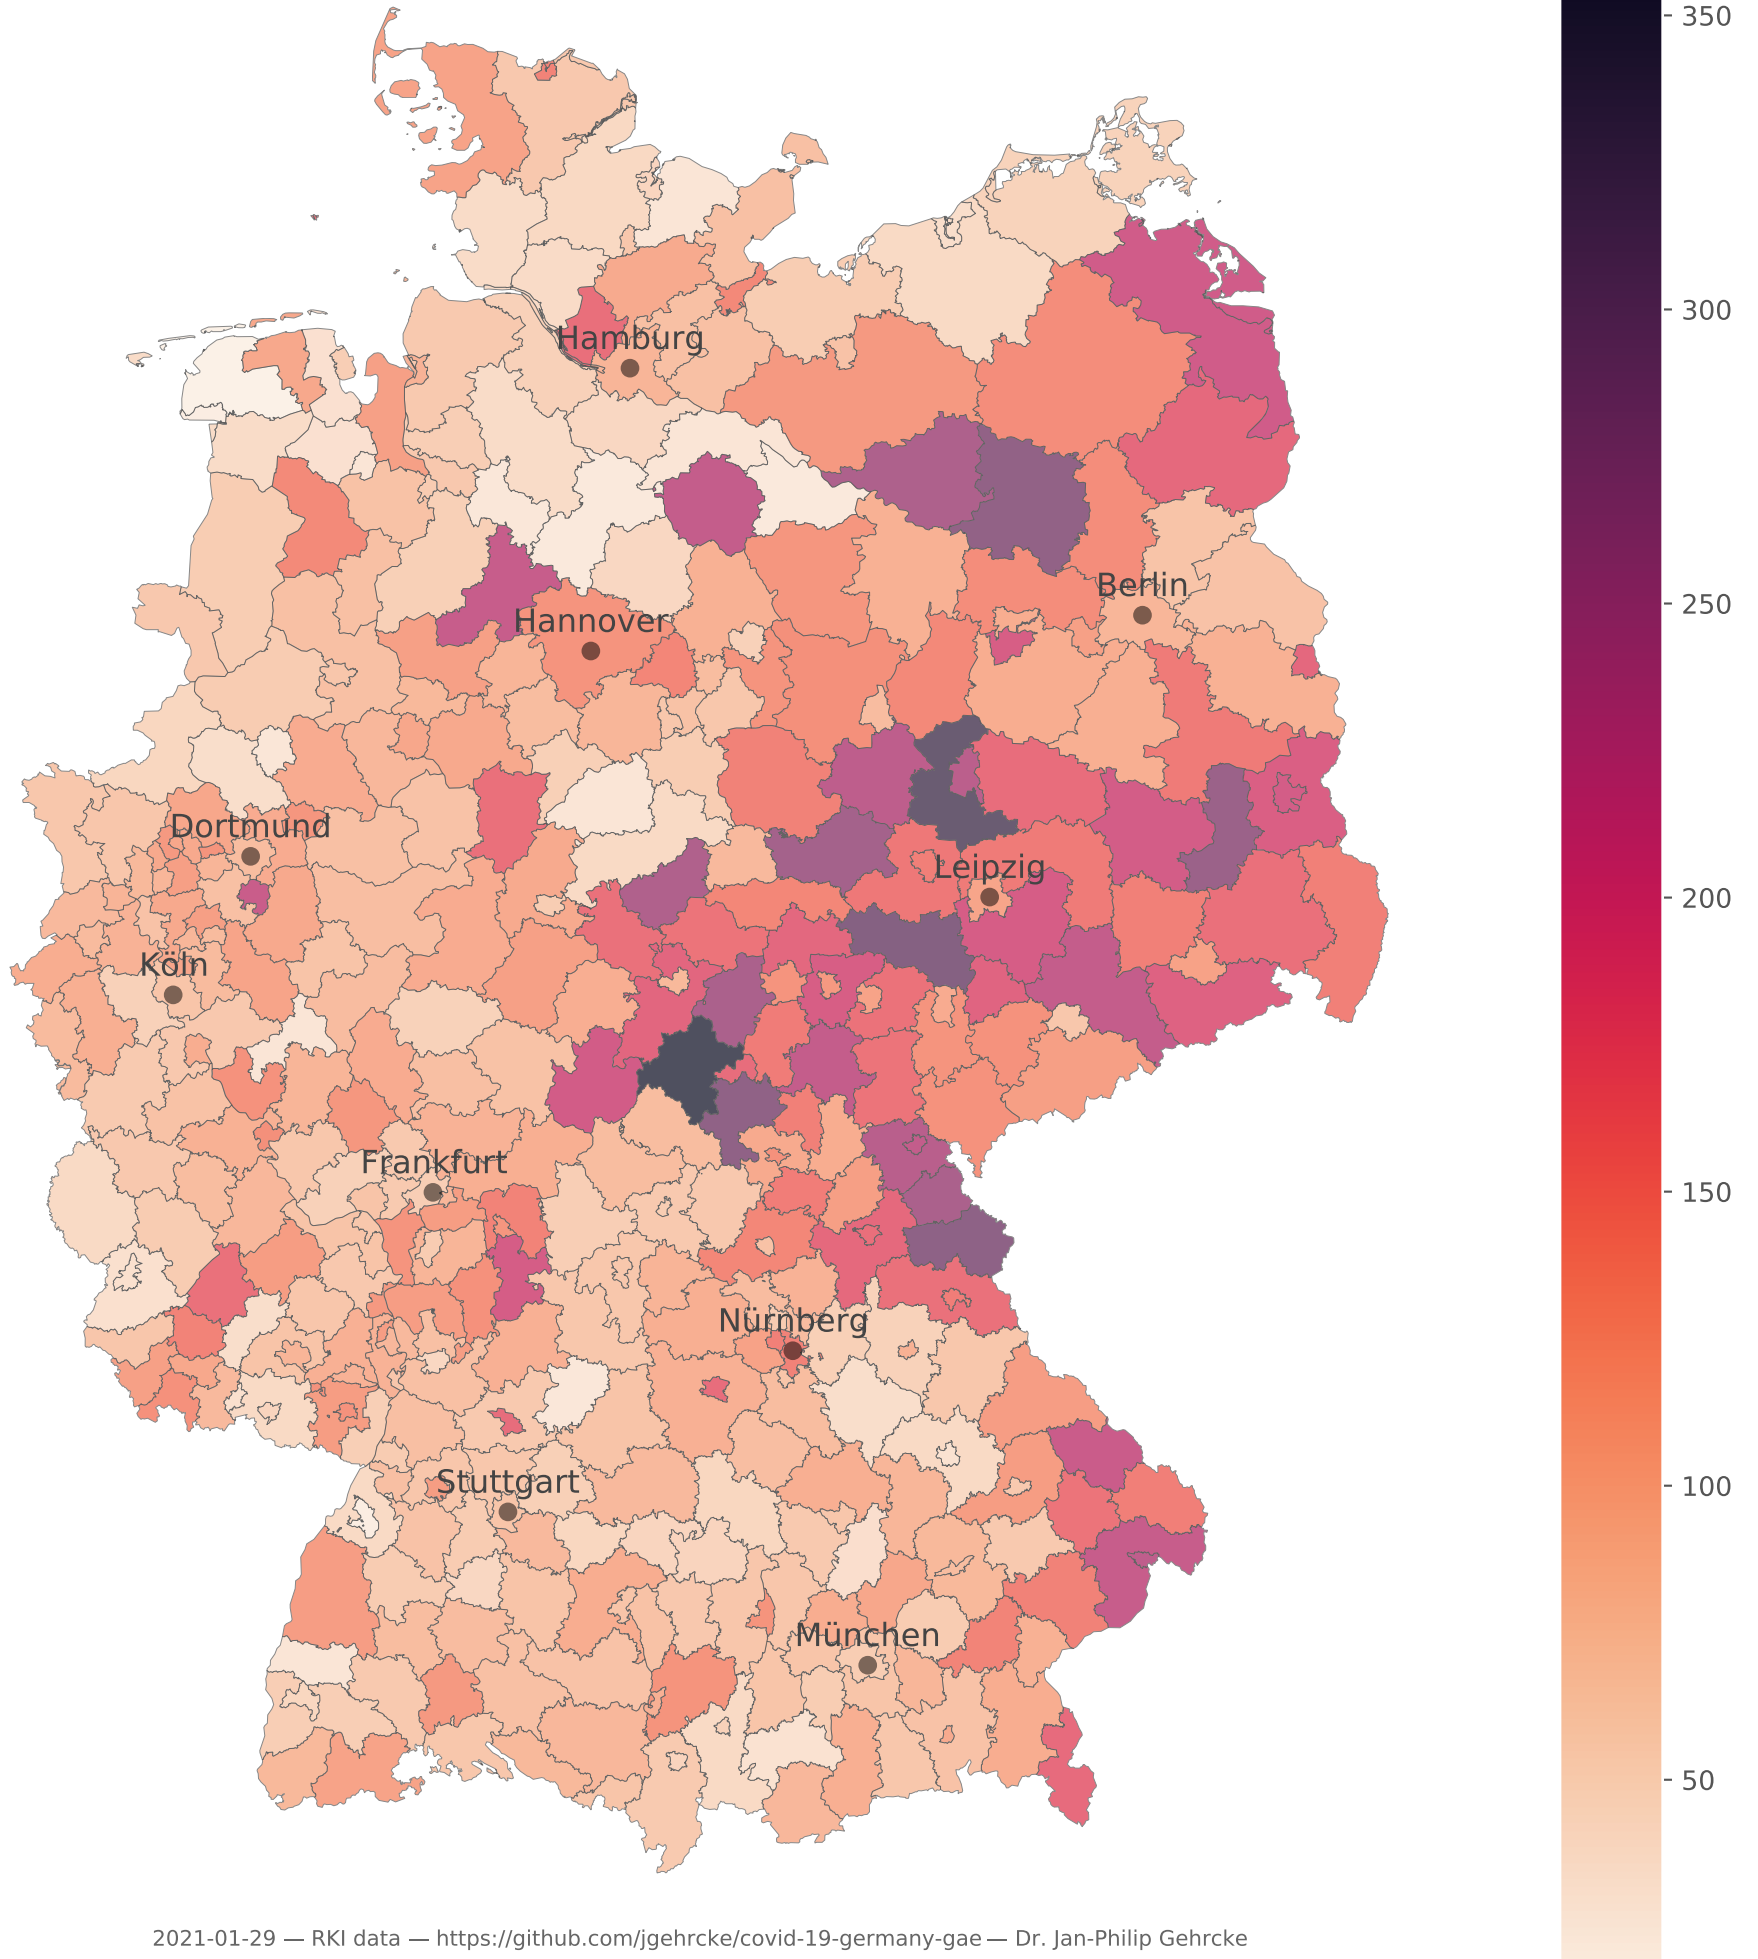 350
300
Hamburg
250
Berlin
Hannover
Dortmund
Leipzig
200
Köln
Frankfurt
150
Nürnberg
100
Stuttgart
München
50
2021-01-29 — RKI data — https://github.com/jgehrcke/covid-19-germany-gae — Dr. Jan-Philip Gehrcke